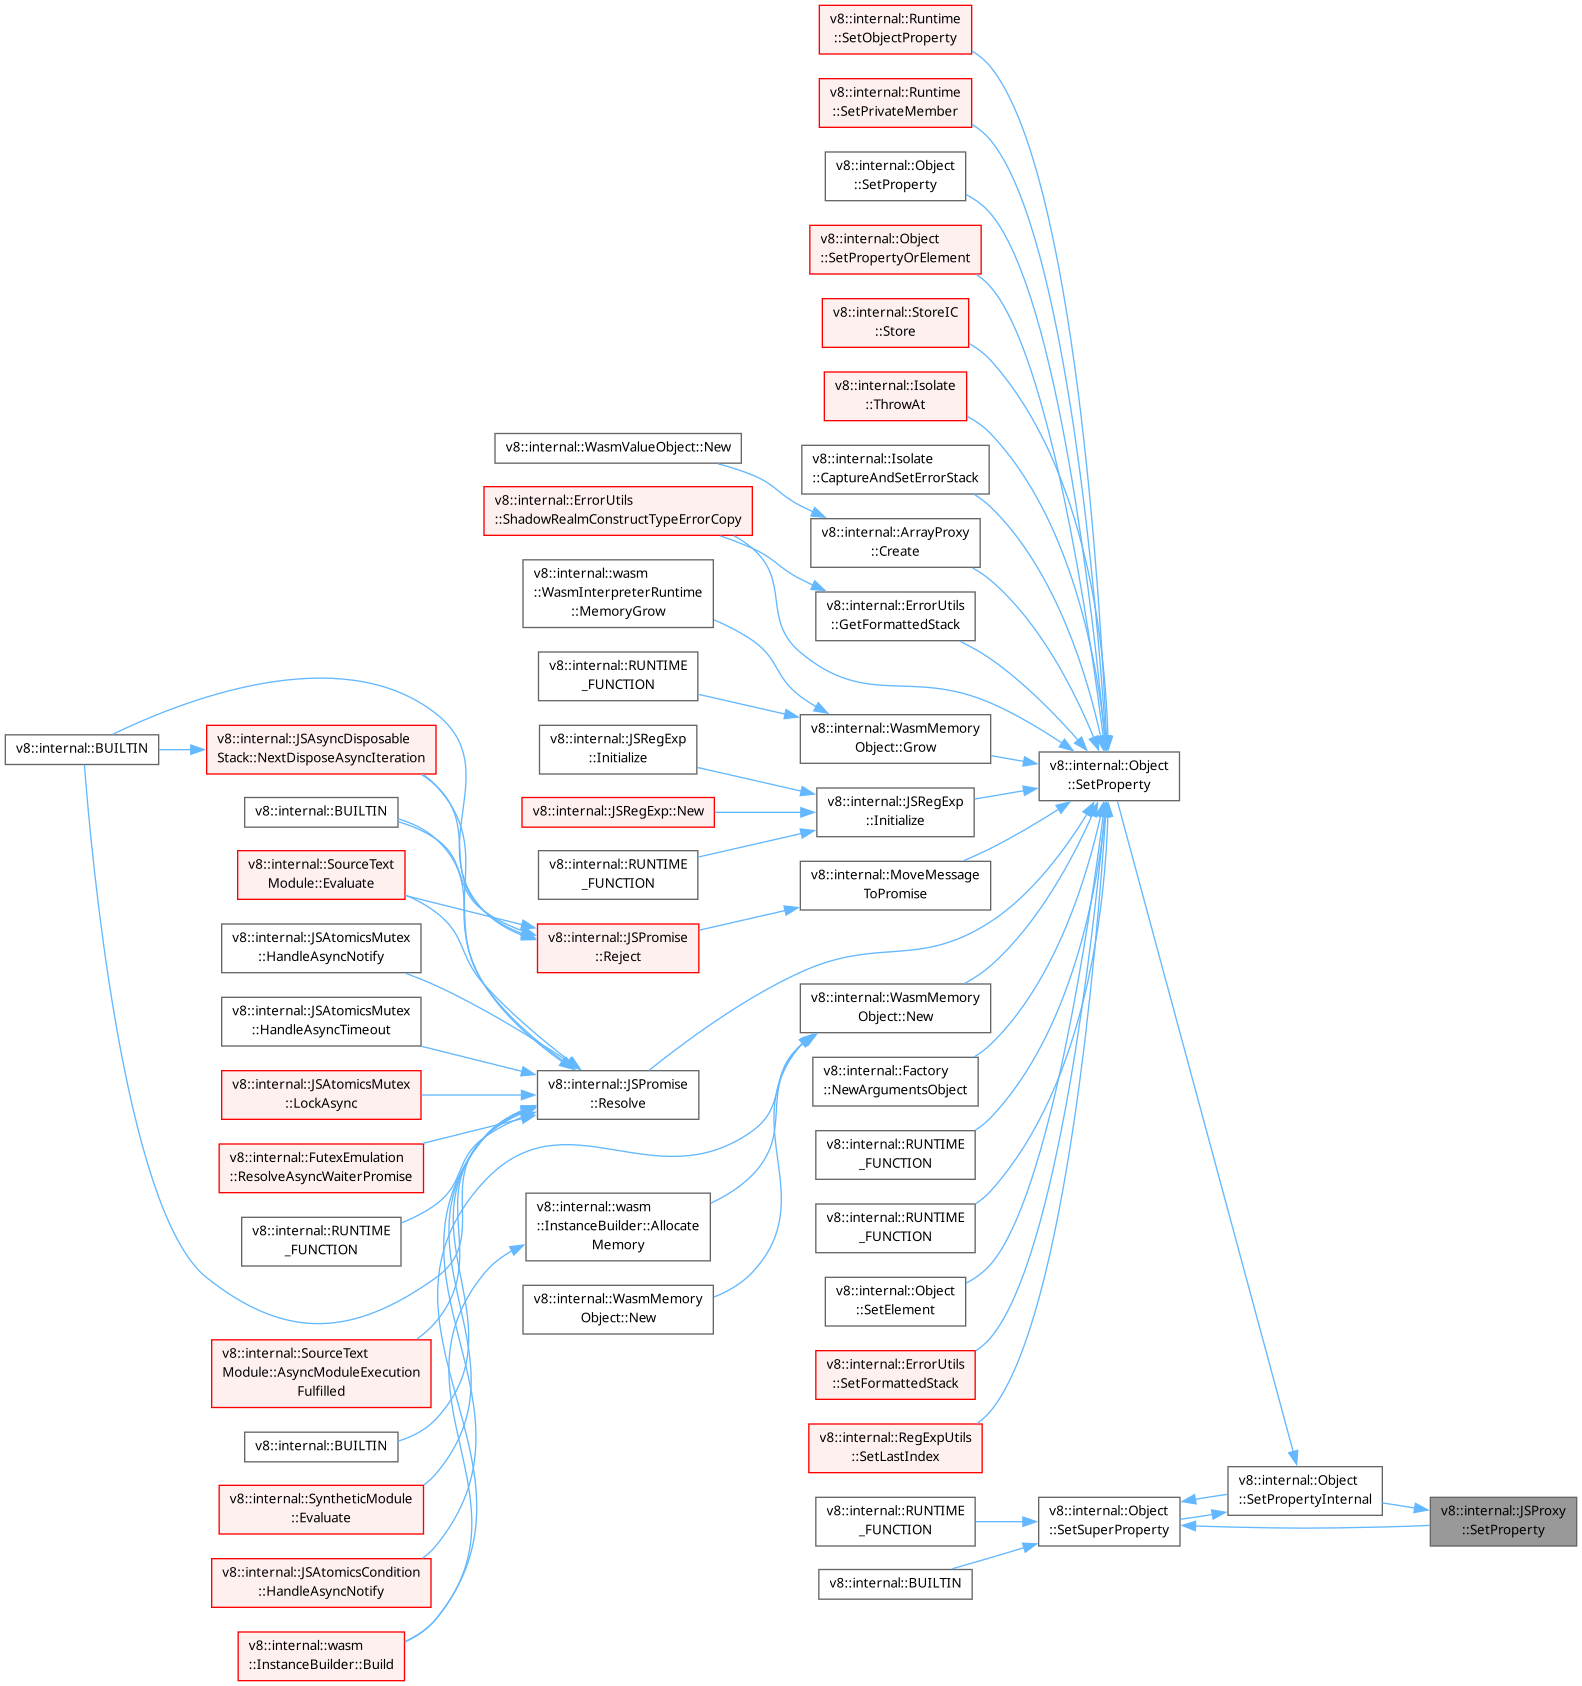 v8::internal::Runtime
::SetObjectProperty
v8::internal::Runtime
::SetPrivateMember
v8::internal::Object
::SetProperty
v8::internal::Object
::SetPropertyOrElement
v8::internal::StoreIC
::Store
v8::internal::Isolate
::ThrowAt
v8::internal::WasmValueObject::New
v8::internal::Isolate
::CaptureAndSetErrorStack
v8::internal::ErrorUtils
::ShadowRealmConstructTypeErrorCopy
v8::internal::ArrayProxy
::Create
v8::internal::wasm
::WasmInterpreterRuntime
::MemoryGrow
v8::internal::ErrorUtils
::GetFormattedStack
v8::internal::RUNTIME
_FUNCTION
v8::internal::WasmMemory
Object::Grow
v8::internal::BUILTIN
v8::internal::JSAsyncDisposable
Stack::NextDisposeAsyncIteration
v8::internal::JSRegExp
::Initialize
v8::internal::Object
::SetProperty
v8::internal::BUILTIN
v8::internal::JSRegExp::New
v8::internal::JSRegExp
::Initialize
v8::internal::SourceText
Module::Evaluate
v8::internal::RUNTIME
_FUNCTION
v8::internal::MoveMessage
ToPromise
v8::internal::JSAtomicsMutex
::HandleAsyncNotify
v8::internal::JSPromise
::Reject
v8::internal::JSAtomicsMutex
::HandleAsyncTimeout
v8::internal::WasmMemory
Object::New
v8::internal::JSAtomicsMutex
::LockAsync
v8::internal::JSPromise
::Resolve
v8::internal::Factory
::NewArgumentsObject
v8::internal::FutexEmulation
::ResolveAsyncWaiterPromise
v8::internal::RUNTIME
_FUNCTION
v8::internal::RUNTIME
_FUNCTION
v8::internal::wasm
::InstanceBuilder::Allocate
Memory
v8::internal::RUNTIME
_FUNCTION
v8::internal::WasmMemory
Object::New
v8::internal::Object
::SetElement
v8::internal::SourceText
Module::AsyncModuleExecution
Fulfilled
v8::internal::ErrorUtils
::SetFormattedStack
v8::internal::BUILTIN
v8::internal::RegExpUtils
::SetLastIndex
v8::internal::SyntheticModule
::Evaluate
v8::internal::RUNTIME
_FUNCTION
v8::internal::Object
::SetSuperProperty
v8::internal::Object
::SetPropertyInternal
v8::internal::JSProxy
::SetProperty
v8::internal::JSAtomicsCondition
::HandleAsyncNotify
v8::internal::BUILTIN
v8::internal::wasm
::InstanceBuilder::Build